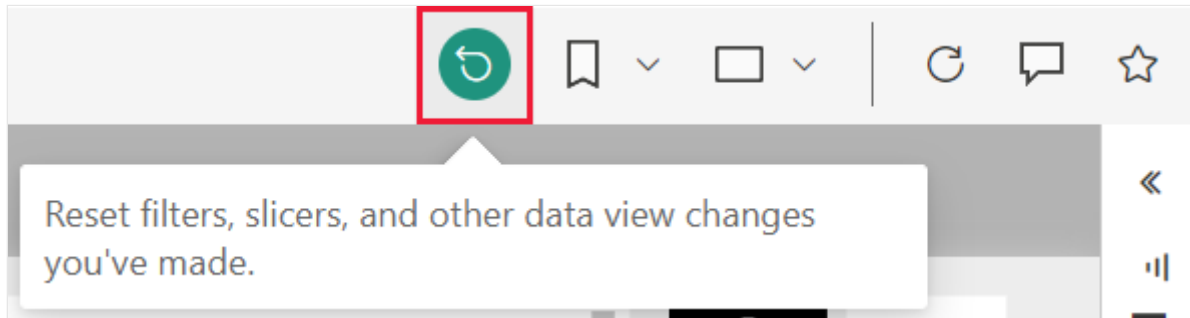 Reset filters, slicers, and other data view changes
you've made.